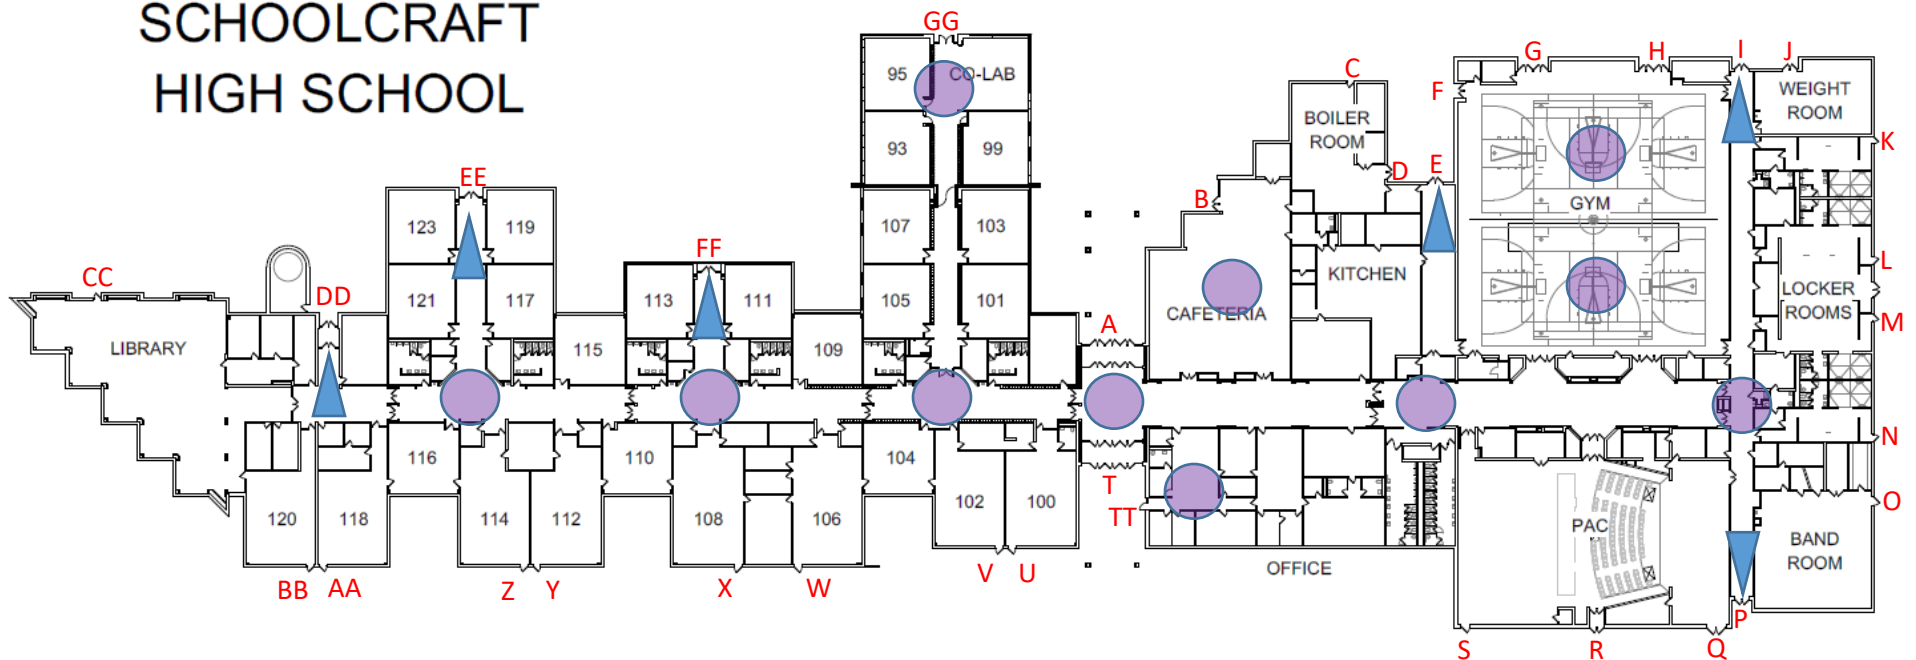 SCHOOLCRAFT
HIGH SCHOOL
GG
95
CO-LAB
93
99
107
103
105
101
C
BOILER
ROOM
D
E
B
F
G
H
I
J
WEIGHT
ROOM
K
GYM
L
LOCKER
ROOMS
M
KITCHEN
CAFETERIA
A
EE
123
119
121
117
FF
113
111
115
109
CC
DD
LIBRARY
120
118
116
114
112
110
108
106
104
102
100
T
TT
OFFICE
PAC
N
O
BAND
ROOM
P
BB
AA
Z
Y
X
W
V
U
S
R
Q